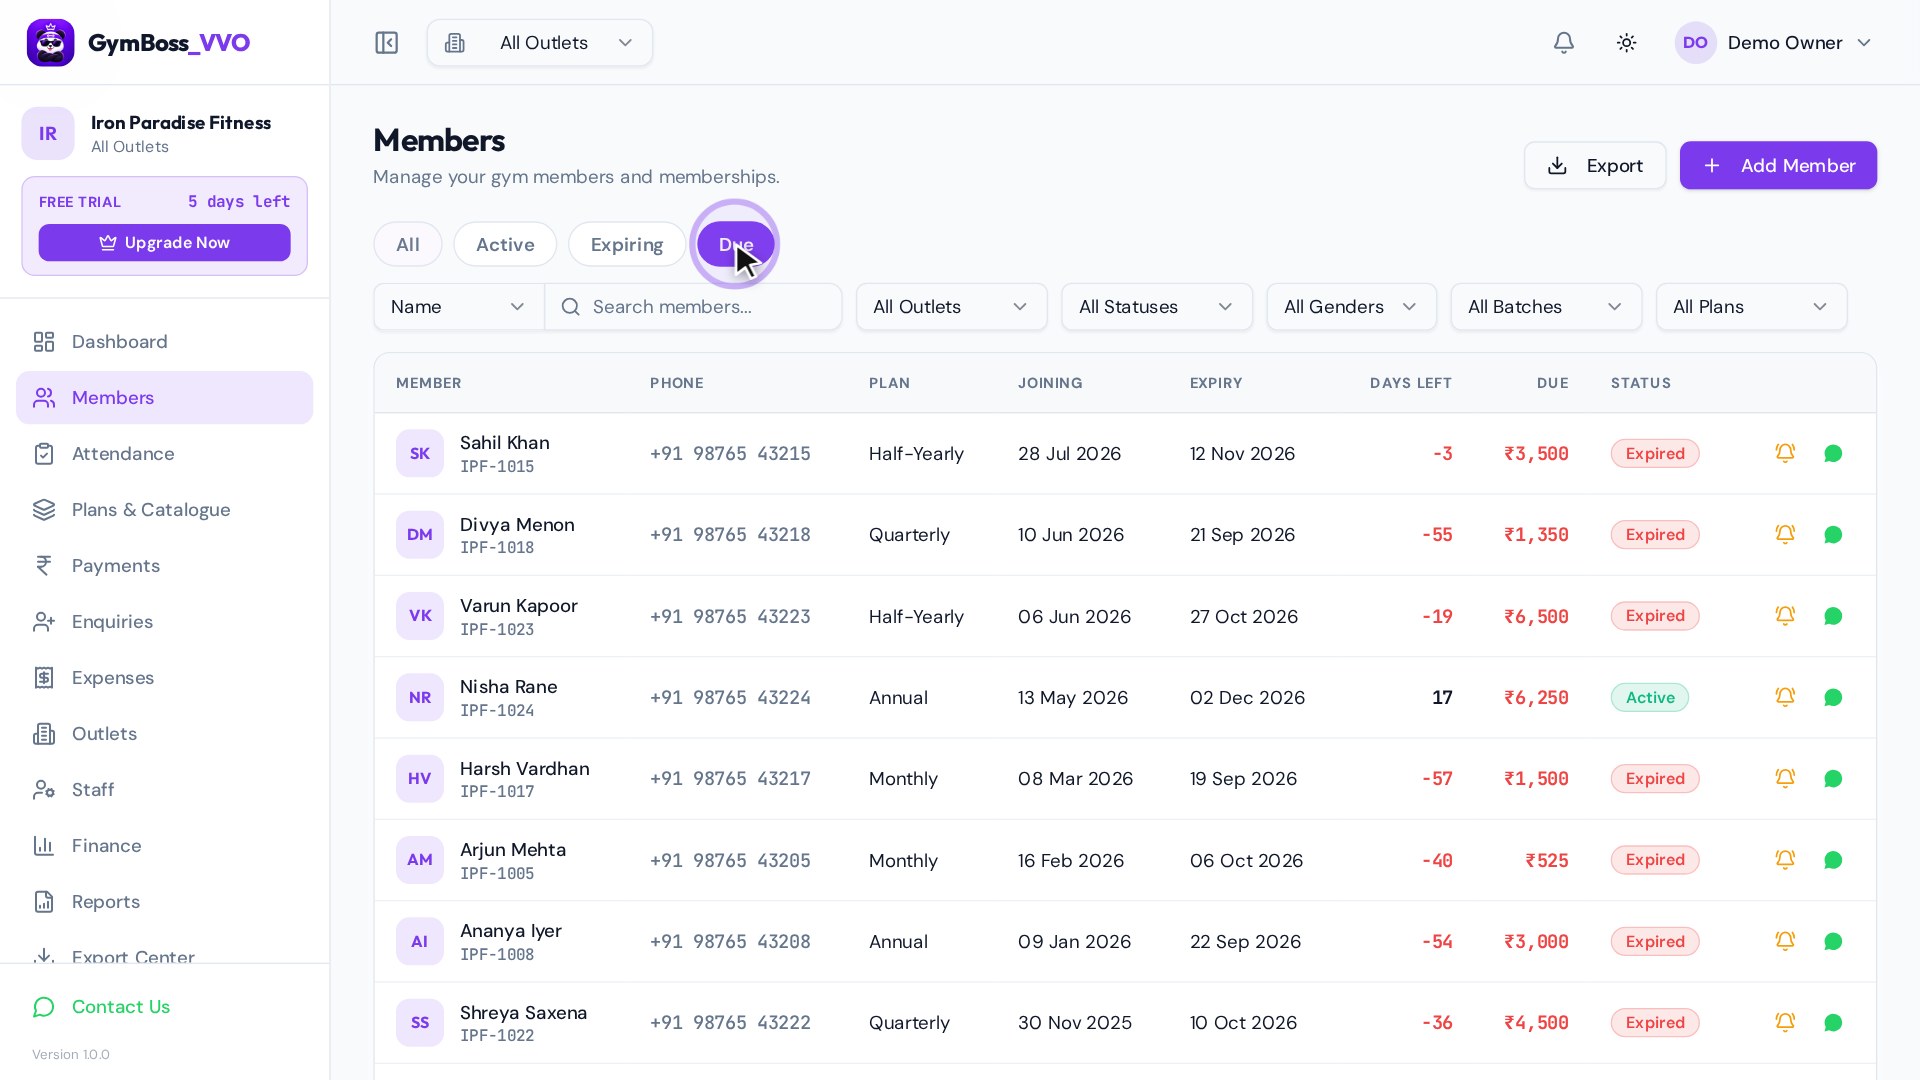 GymBoss_VVO
All Outlets
DO Demo Owner
IR Iron Paradise Fitness
All Outlets
FREE TRIAL 5 days left
Upgrade Now
Dashboard
Members
Attendance
Plans & Catalogue
Payments
Enquiries
Expenses
Outlets
Staff
Finance
Reports
Export Center
Contact Us
Version 1.0.0
Members
Manage your gym members and memberships.
Export
Add Member
All Active Expiring Due
Name Search members... All Outlets All Statuses All Genders All Batches All Plans
MEMBER PHONE PLAN JOINING EXPIRY DAYS LEFT DUE STATUS
SK Sahil Khan +91 98765 43215 Half-Yearly 28 Jul 2026 12 Nov 2026 -3 ₹3,500 Expired
IPF-1015
DM Divya Menon +91 98765 43218 Quarterly 10 Jun 2026 21 Sep 2026 -55 ₹1,350 Expired
IPF-1018
VK Varun Kapoor +91 98765 43223 Half-Yearly 06 Jun 2026 27 Oct 2026 -19 ₹6,500 Expired
IPF-1023
NR Nisha Rane +91 98765 43224 Annual 13 May 2026 02 Dec 2026 17 ₹6,250 Active
IPF-1024
HV Harsh Vardhan +91 98765 43217 Monthly 08 Mar 2026 19 Sep 2026 -57 ₹1,500 Expired
IPF-1017
AM Arjun Mehta +91 98765 43205 Monthly 16 Feb 2026 06 Oct 2026 -40 ₹525 Expired
IPF-1005
AI Ananya Iyer +91 98765 43208 Annual 09 Jan 2026 22 Sep 2026 -54 ₹3,000 Expired
IPF-1008
SS Shreya Saxena +91 98765 43222 Quarterly 30 Nov 2025 10 Oct 2026 -36 ₹4,500 Expired
IPF-1022